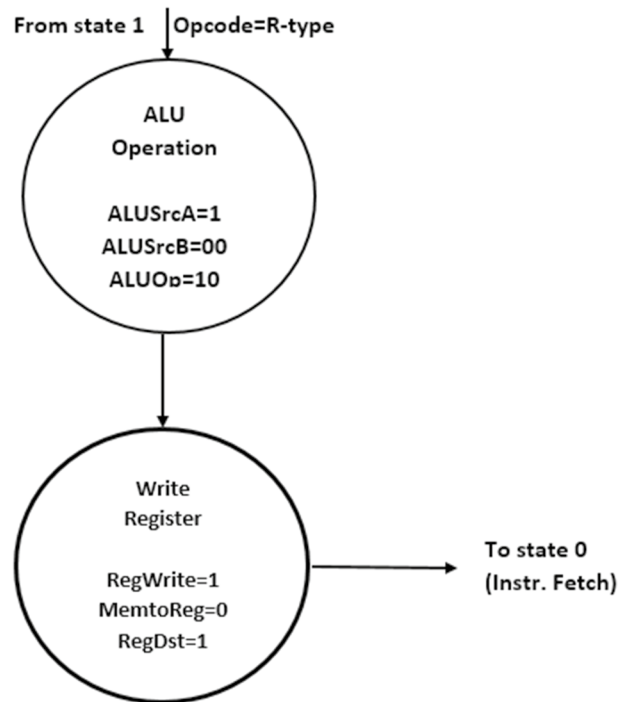 From state 1 Opcode=R-type
ALU
Operation
ALUSrcA=1
ALUSrcB=00
ALUOp=10
Write
Register
RegWrite=1
MemtoReg=0
RegDst=1
To state 0
(Instr. Fetch)